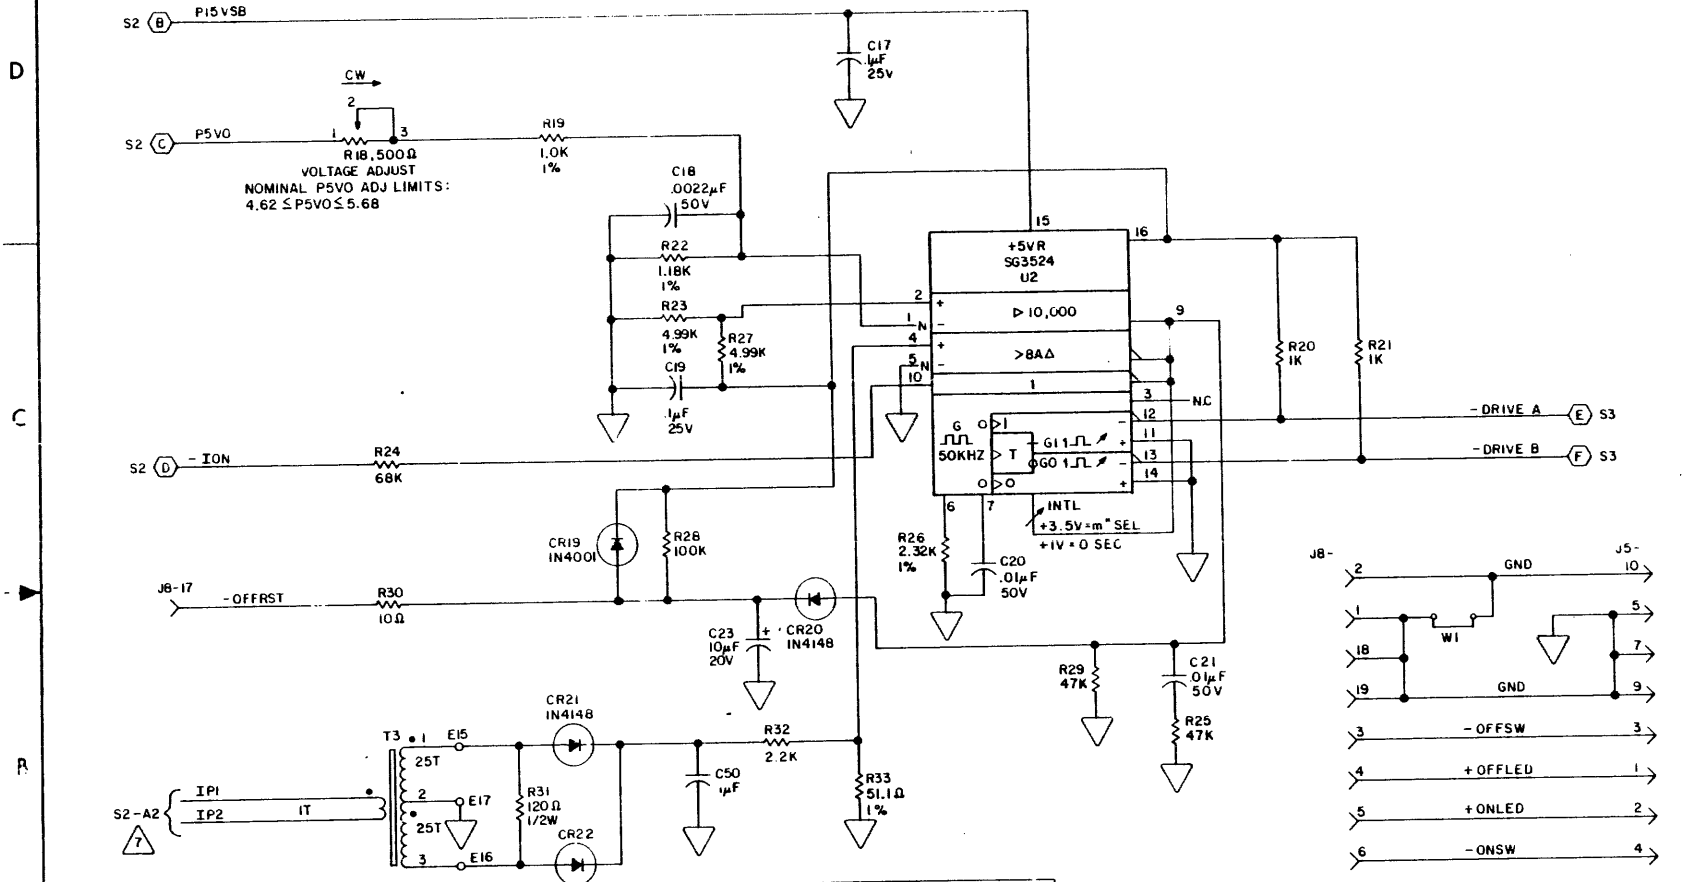 D
S2 B P15VSB
C17
.1µF
25V
CW
2
S2 C P5VO
1
3
R18,500Ω
VOLTAGE ADJUST
NOMINAL P5VO ADJ LIMITS:
4.62 ≤ P5VO ≤ 5.68
R19
1.0K
1%
C18
.0022µF
50V
R22
1.18K
1%
R23
4.99K
1%
R27
4.99K
1%
C19
.1µF
25V
15
16
+5VR
SG3524
U2
2 +
1 N -
▷ 10,000
9
4 +
5 N -
>8A△
10
1
3 N.C
12 -
11 +
13 -
14 +
G
50KHZ
O I
T
G1 1
G0 1
O O
6
7
INTL
+3.5V=m" SEL
+1V=0 SEC
R20
1K
R21
1K
-DRIVE A E S3
-DRIVE B F S3
C
S2 D -ION
R24
68K
CR19
1N4001
R28
100K
J8-17
-OFFRST
R30
10Ω
C23
10µF
20V
+
CR20
1N4148
R26
2.32K
1%
C20
.01µF
50V
R29
47K
C21
.01µF
50V
R25
47K
J8-
J5-
2 GND 10
1
W1
5
18
7
19 GND 9
3 -OFFSW 3
4 +OFFLED 1
5 +ONLED 2
6 -ONSW 4
B
S2-A2
7
IP1
IP2
1T
T3
1 E15
25T
2 E17
25T
3 E16
R31
120Ω
1/2W
CR21
1N4148
CR22
C50
1µF
R32
2.2K
R33
51.1Ω
1%